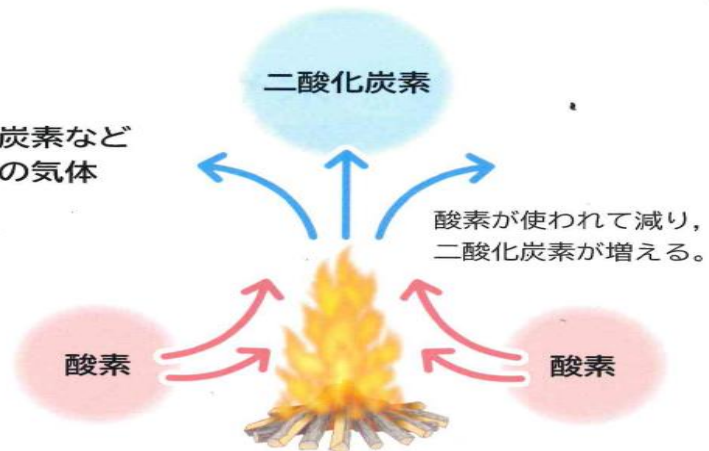 二酸化炭素
炭素など
の気体
酸素が使われて減り，
二酸化炭素が増える。
酸素
酸素